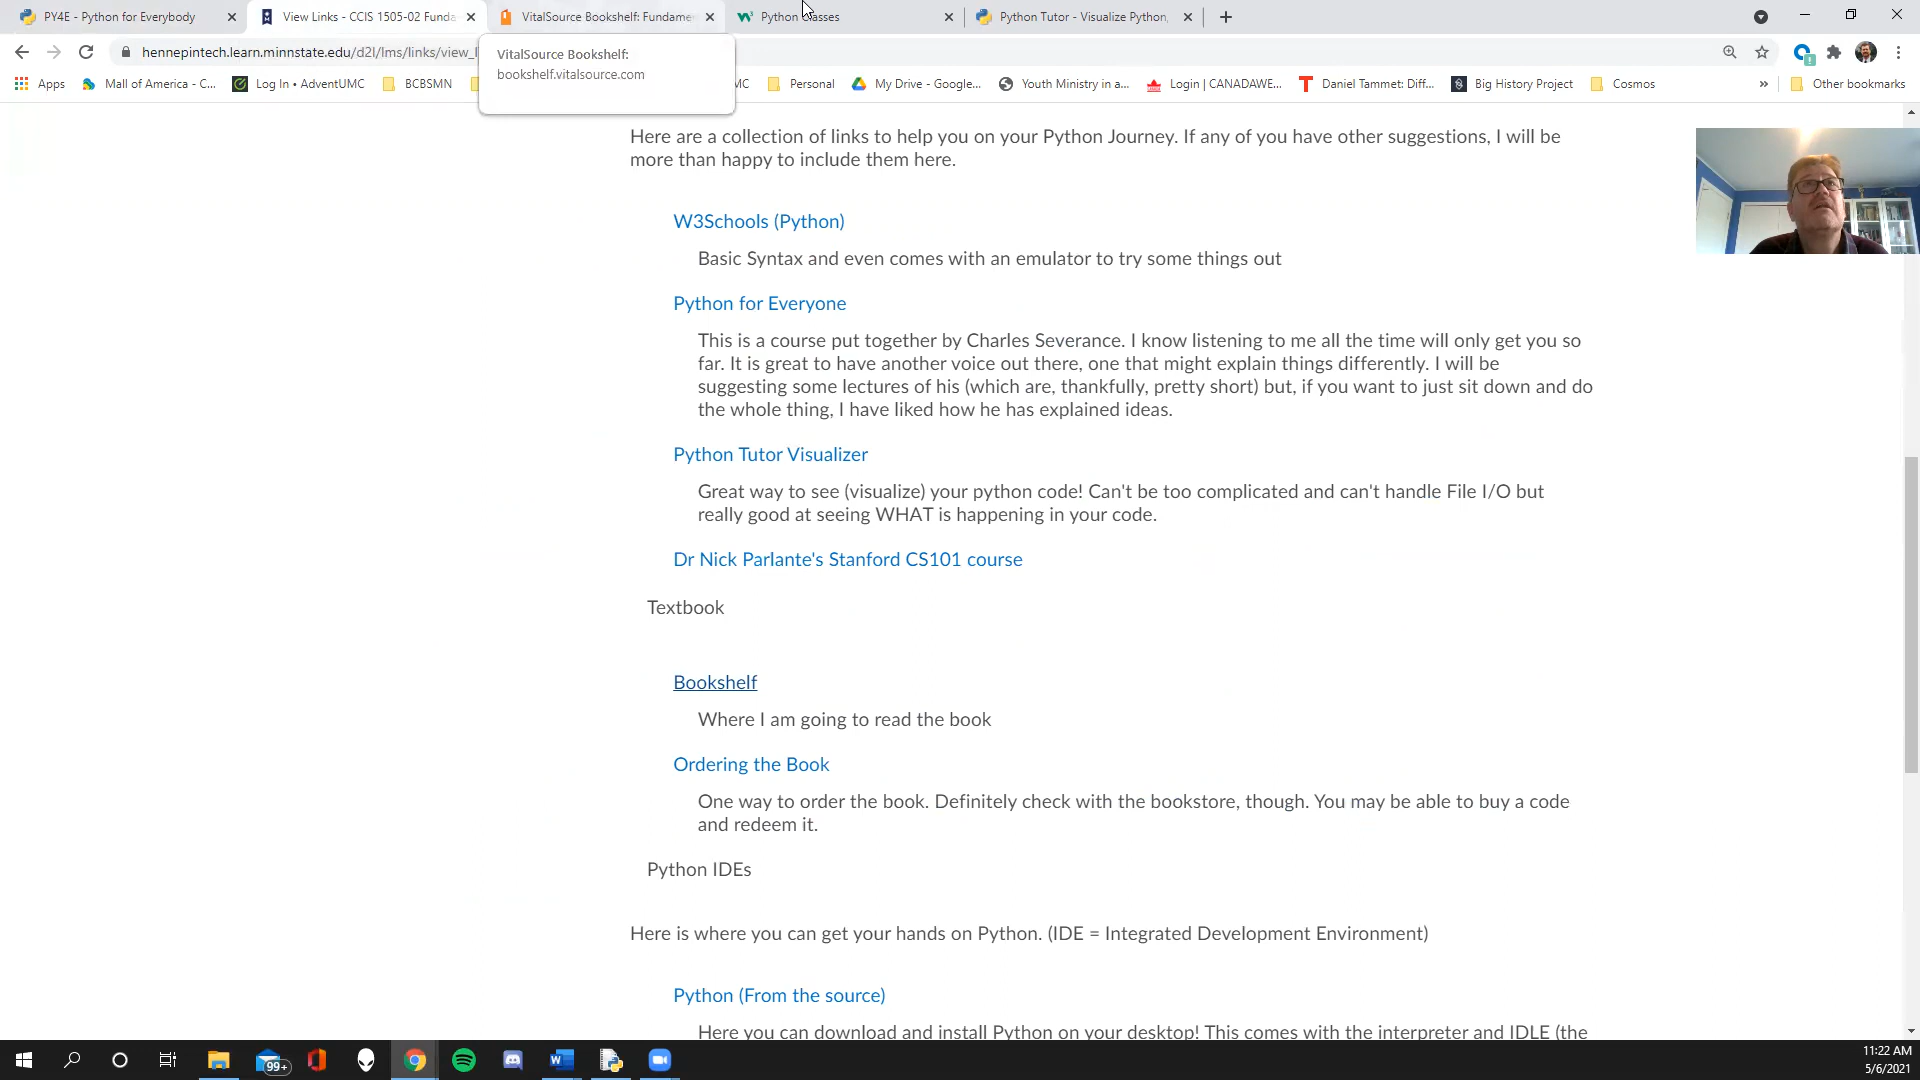 PY4E - Python for Everybody
View Links - CCIS 1505-02 Funda
VitalSource Bookshelf: Fundame
Python Classes
Python Tutor - Visualize Python,
hennepintech.learn.minnstate.edu/d2l/lms/links/view_l
VitalSource Bookshelf:
bookshelf.vitalsource.com
Apps
Mall of America - C...
Log In • AdventUMC
BCBSMN
MC
Personal
My Drive - Google...
Youth Ministry in a...
Login | CANADAWE...
Daniel Tammet: Diff...
Big History Project
Cosmos
»
Other bookmarks
Here are a collection of links to help you on your Python Journey. If any of you have other suggestions, I will be
more than happy to include them here.
W3Schools (Python)
Basic Syntax and even comes with an emulator to try some things out
Python for Everyone
This is a course put together by Charles Severance. I know listening to me all the time will only get you so
far. It is great to have another voice out there, one that might explain things differently. I will be
suggesting some lectures of his (which are, thankfully, pretty short) but, if you want to just sit down and do
the whole thing, I have liked how he has explained ideas.
Python Tutor Visualizer
Great way to see (visualize) your python code! Can't be too complicated and can't handle File I/O but
really good at seeing WHAT is happening in your code.
Dr Nick Parlante's Stanford CS101 course
Textbook
Bookshelf
Where I am going to read the book
Ordering the Book
One way to order the book. Definitely check with the bookstore, though. You may be able to buy a code
and redeem it.
Python IDEs
Here is where you can get your hands on Python. (IDE = Integrated Development Environment)
Python (From the source)
Here you can download and install Python on your desktop! This comes with the interpreter and IDLE (the
99+
11:22 AM
5/6/2021